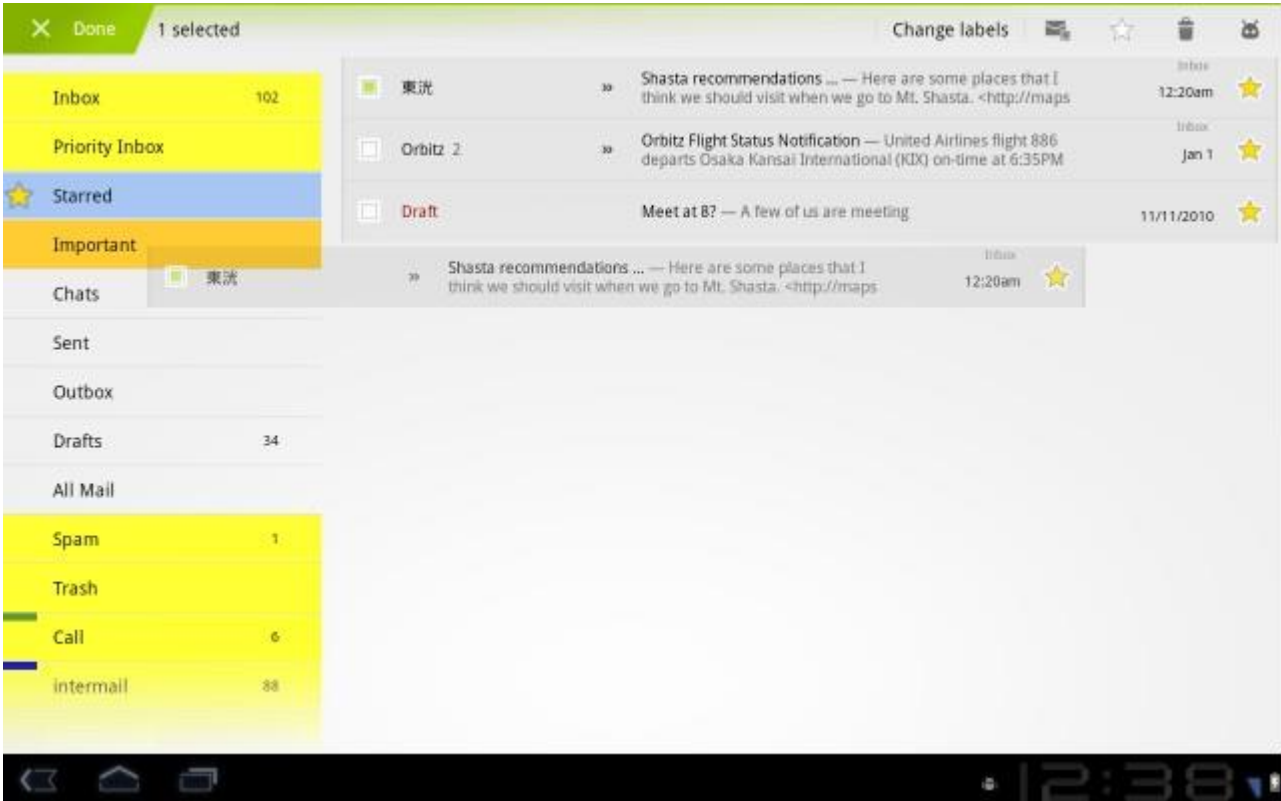 Done
1 selected
Change labels
Inbox 102
Priority Inbox
Starred
Important
Chats
Sent
Outbox
Drafts 34
All Mail
Spam 1
Trash
Call 6
intermail 88
東洸 » Shasta recommendations ... — Here are some places that I Inbox
think we should visit when we go to Mt. Shasta. <http://maps 12:20am
Orbitz 2 » Orbitz Flight Status Notification — United Airlines flight 886 Inbox
departs Osaka Kansai International (KIX) on-time at 6:35PM Jan 1
Draft Meet at 8? — A few of us are meeting 11/11/2010
東洸 » Shasta recommendations ... — Here are some places that I Inbox
think we should visit when we go to Mt. Shasta. <http://maps 12:20am
12:38